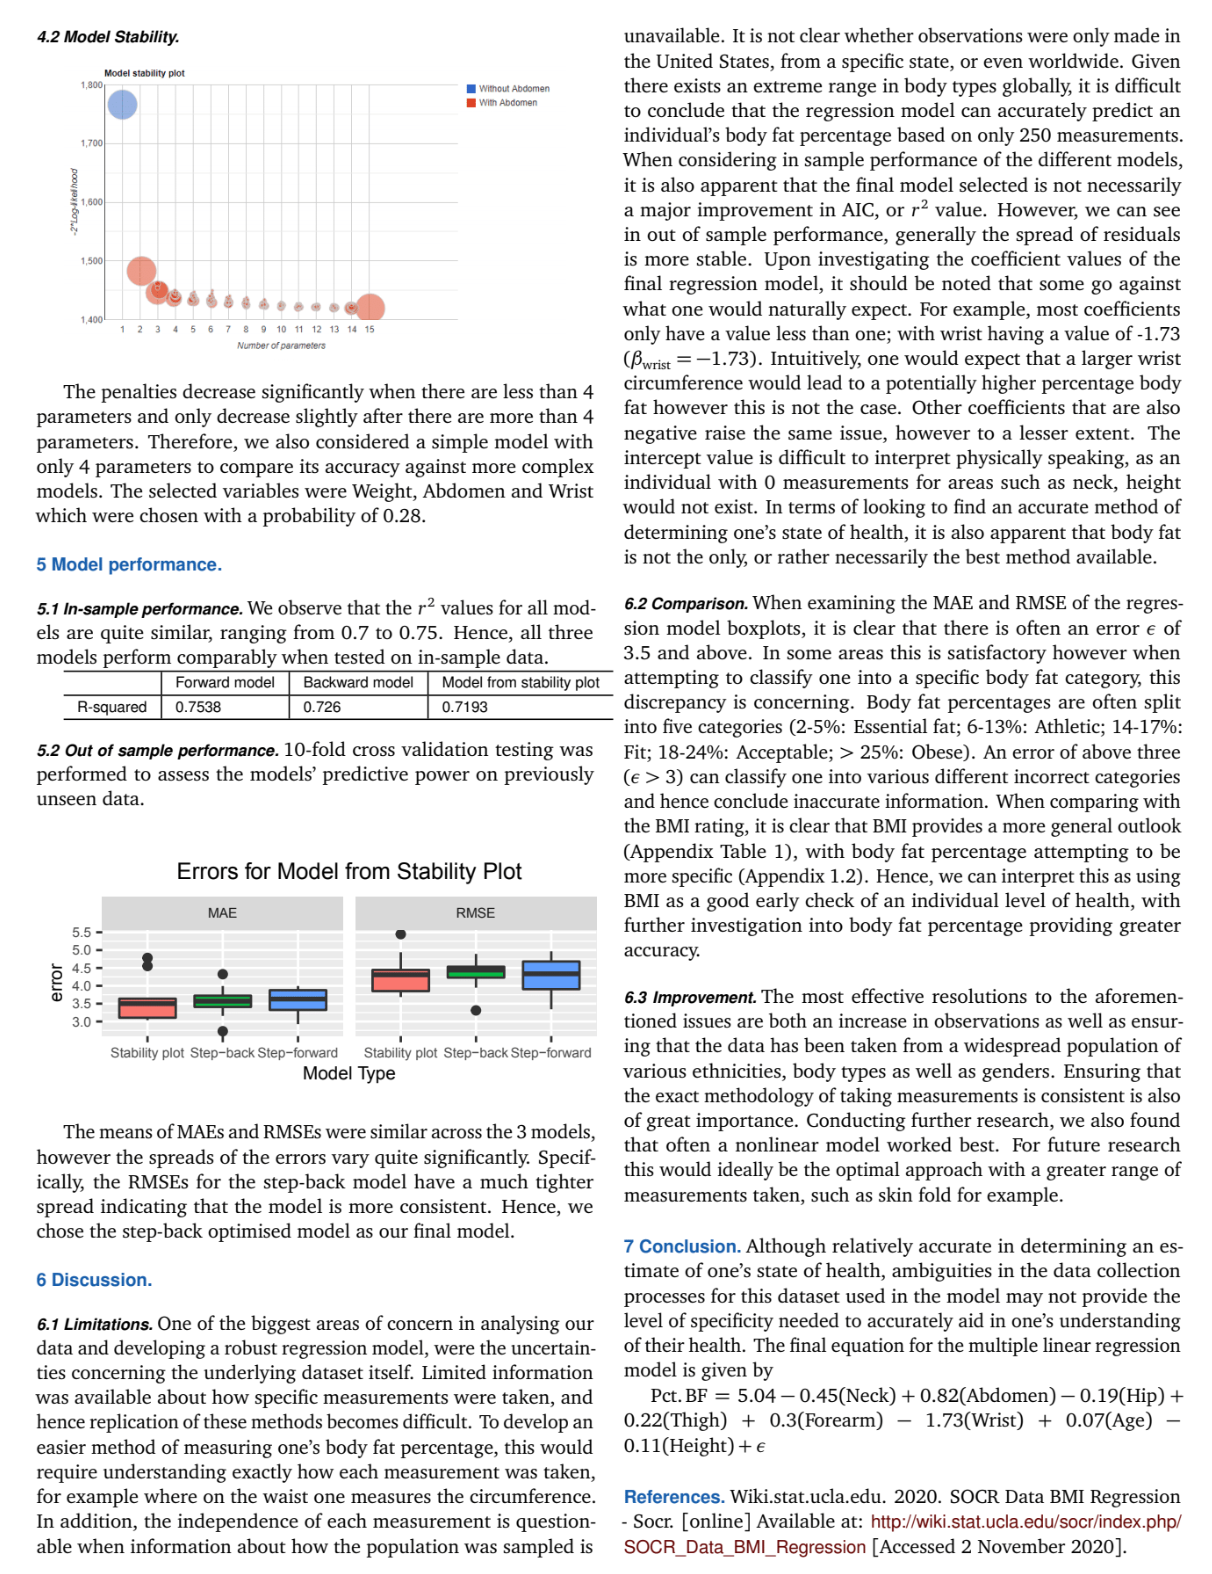 4.2 Model Stability.
Model stability plot
1,800
1,700
1,600
1,500
1,400
-2*Log-likelihood
1 2 3 4 5 6 7 8 9 10 11 12 13 14 15
Number of parameters
Without Abdomen
With Abdomen
The penalties decrease significantly when there are less than 4
parameters and only decrease slightly after there are more than 4
parameters. Therefore, we also considered a simple model with
only 4 parameters to compare its accuracy against more complex
models. The selected variables were Weight, Abdomen and Wrist
which were chosen with a probability of 0.28.
5 Model performance.
5.1 In-sample performance. We observe that the r² values for all mod-
els are quite similar, ranging from 0.7 to 0.75. Hence, all three
models perform comparably when tested on in-sample data.
Forward model Backward model Model from stability plot
R-squared 0.7538 0.726 0.7193
5.2 Out of sample performance. 10-fold cross validation testing was
performed to assess the models' predictive power on previously
unseen data.
Errors for Model from Stability Plot
MAE RMSE
5.5
5.0
4.5
4.0
3.5
3.0
error
Stability plot Step-back Step-forward Stability plot Step-back Step-forward
Model Type
The means of MAEs and RMSEs were similar across the 3 models,
however the spreads of the errors vary quite significantly. Specif-
ically, the RMSEs for the step-back model have a much tighter
spread indicating that the model is more consistent. Hence, we
chose the step-back optimised model as our final model.
6 Discussion.
6.1 Limitations. One of the biggest areas of concern in analysing our
data and developing a robust regression model, were the uncertain-
ties concerning the underlying dataset itself. Limited information
was available about how specific measurements were taken, and
hence replication of these methods becomes difficult. To develop an
easier method of measuring one's body fat percentage, this would
require understanding exactly how each measurement was taken,
for example where on the waist one measures the circumference.
In addition, the independence of each measurement is question-
able when information about how the population was sampled is
unavailable. It is not clear whether observations were only made in
the United States, from a specific state, or even worldwide. Given
there exists an extreme range in body types globally, it is difficult
to conclude that the regression model can accurately predict an
individual's body fat percentage based on only 250 measurements.
When considering in sample performance of the different models,
it is also apparent that the final model selected is not necessarily
a major improvement in AIC, or r² value. However, we can see
in out of sample performance, generally the spread of residuals
is more stable. Upon investigating the coefficient values of the
final regression model, it should be noted that some go against
what one would naturally expect. For example, most coefficients
only have a value less than one; with wrist having a value of -1.73
(βwrist = −1.73). Intuitively, one would expect that a larger wrist
circumference would lead to a potentially higher percentage body
fat however this is not the case. Other coefficients that are also
negative raise the same issue, however to a lesser extent. The
intercept value is difficult to interpret physically speaking, as an
individual with 0 measurements for areas such as neck, height
would not exist. In terms of looking to find an accurate method of
determining one's state of health, it is also apparent that body fat
is not the only, or rather necessarily the best method available.
6.2 Comparison. When examining the MAE and RMSE of the regres-
sion model boxplots, it is clear that there is often an error ϵ of
3.5 and above. In some areas this is satisfactory however when
attempting to classify one into a specific body fat category, this
discrepancy is concerning. Body fat percentages are often split
into five categories (2-5%: Essential fat; 6-13%: Athletic; 14-17%:
Fit; 18-24%: Acceptable; > 25%: Obese). An error of above three
(ϵ > 3) can classify one into various different incorrect categories
and hence conclude inaccurate information. When comparing with
the BMI rating, it is clear that BMI provides a more general outlook
(Appendix Table 1), with body fat percentage attempting to be
more specific (Appendix 1.2). Hence, we can interpret this as using
BMI as a good early check of an individual level of health, with
further investigation into body fat percentage providing greater
accuracy.
6.3 Improvement. The most effective resolutions to the aforemen-
tioned issues are both an increase in observations as well as ensur-
ing that the data has been taken from a widespread population of
various ethnicities, body types as well as genders. Ensuring that
the exact methodology of taking measurements is consistent is also
of great importance. Conducting further research, we also found
that often a nonlinear model worked best. For future research
this would ideally be the optimal approach with a greater range of
measurements taken, such as skin fold for example.
7 Conclusion. Although relatively accurate in determining an es-
timate of one's state of health, ambiguities in the data collection
processes for this dataset used in the model may not provide the
level of specificity needed to accurately aid in one's understanding
of their health. The final equation for the multiple linear regression
model is given by
Pct. BF = 5.04 − 0.45(Neck) + 0.82(Abdomen) − 0.19(Hip) +
0.22(Thigh) + 0.3(Forearm) − 1.73(Wrist) + 0.07(Age) −
0.11(Height) + ϵ
References. Wiki.stat.ucla.edu. 2020. SOCR Data BMI Regression
- Socr. [online] Available at: http://wiki.stat.ucla.edu/socr/index.php/
SOCR_Data_BMI_Regression [Accessed 2 November 2020].